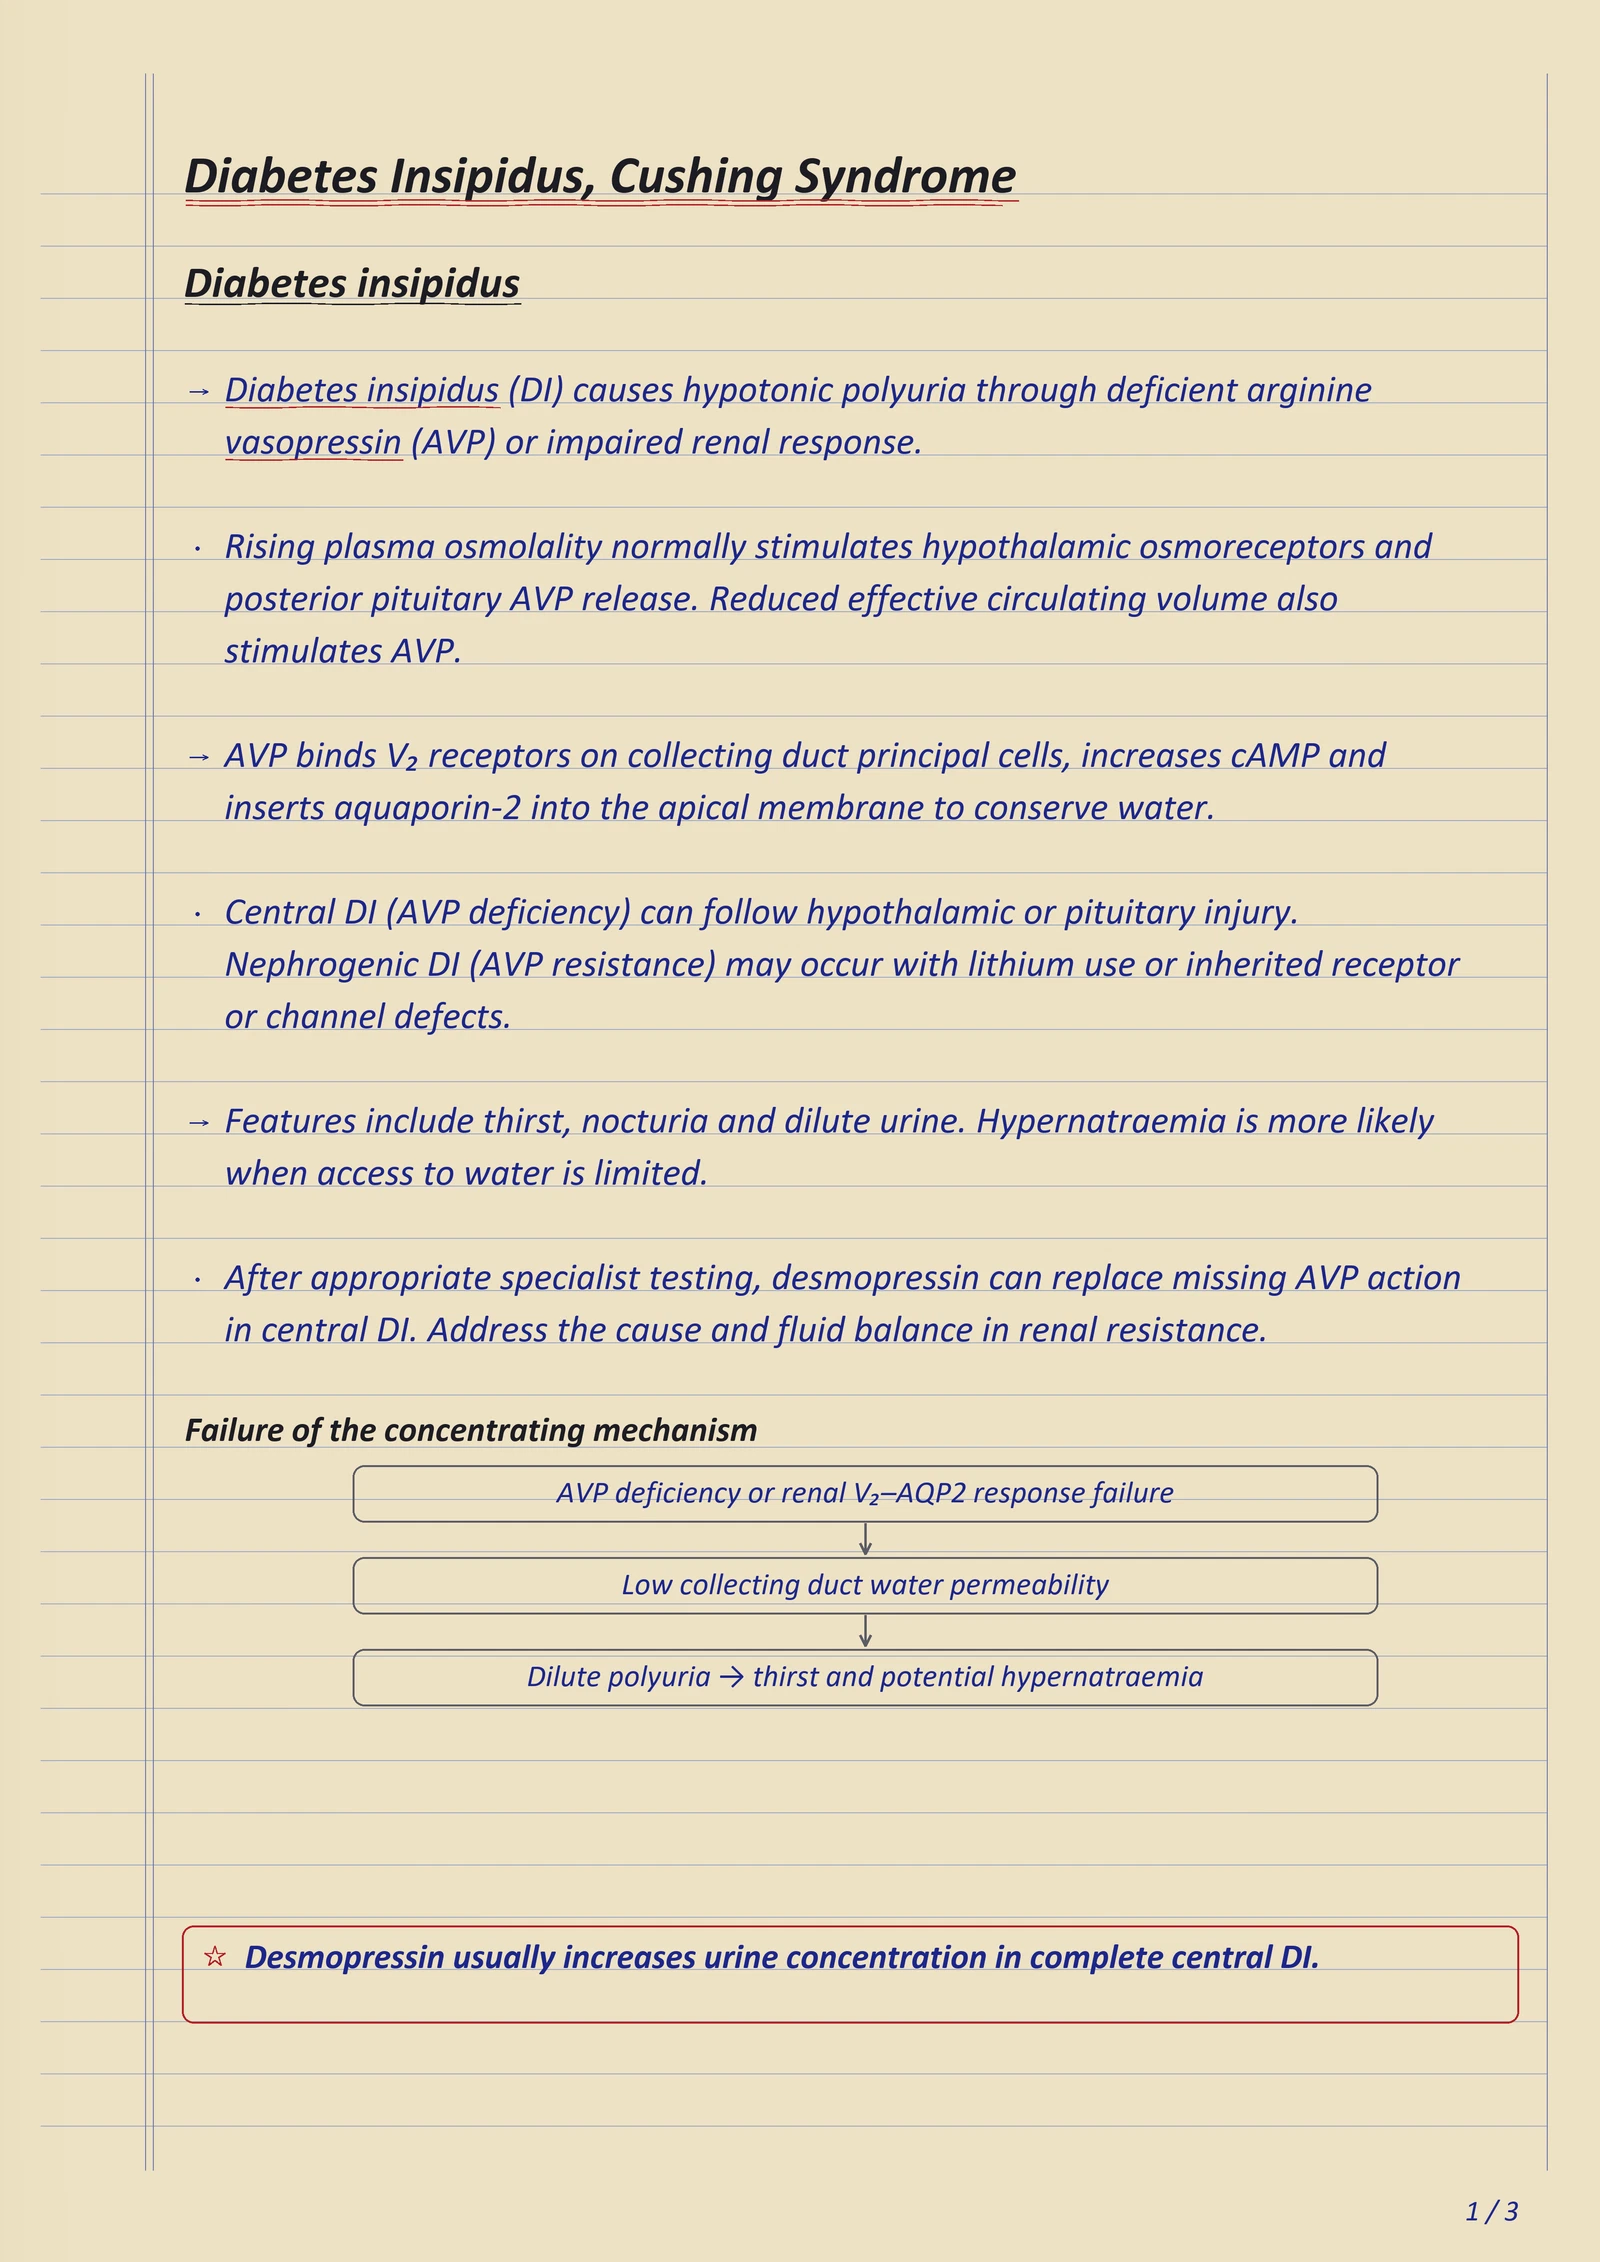 Diabetes Insipidus, Cushing Syndrome
Diabetes insipidus
→ Diabetes insipidus (DI) causes hypotonic polyuria through deficient arginine
vasopressin (AVP) or impaired renal response.
· Rising plasma osmolality normally stimulates hypothalamic osmoreceptors and
posterior pituitary AVP release. Reduced effective circulating volume also
stimulates AVP.
→ AVP binds V₂ receptors on collecting duct principal cells, increases cAMP and
inserts aquaporin-2 into the apical membrane to conserve water.
· Central DI (AVP deficiency) can follow hypothalamic or pituitary injury.
Nephrogenic DI (AVP resistance) may occur with lithium use or inherited receptor
or channel defects.
→ Features include thirst, nocturia and dilute urine. Hypernatraemia is more likely
when access to water is limited.
· After appropriate specialist testing, desmopressin can replace missing AVP action
in central DI. Address the cause and fluid balance in renal resistance.
Failure of the concentrating mechanism
AVP deficiency or renal V₂–AQP2 response failure
Low collecting duct water permeability
Dilute polyuria → thirst and potential hypernatraemia
☆ Desmopressin usually increases urine concentration in complete central DI.
1 / 3